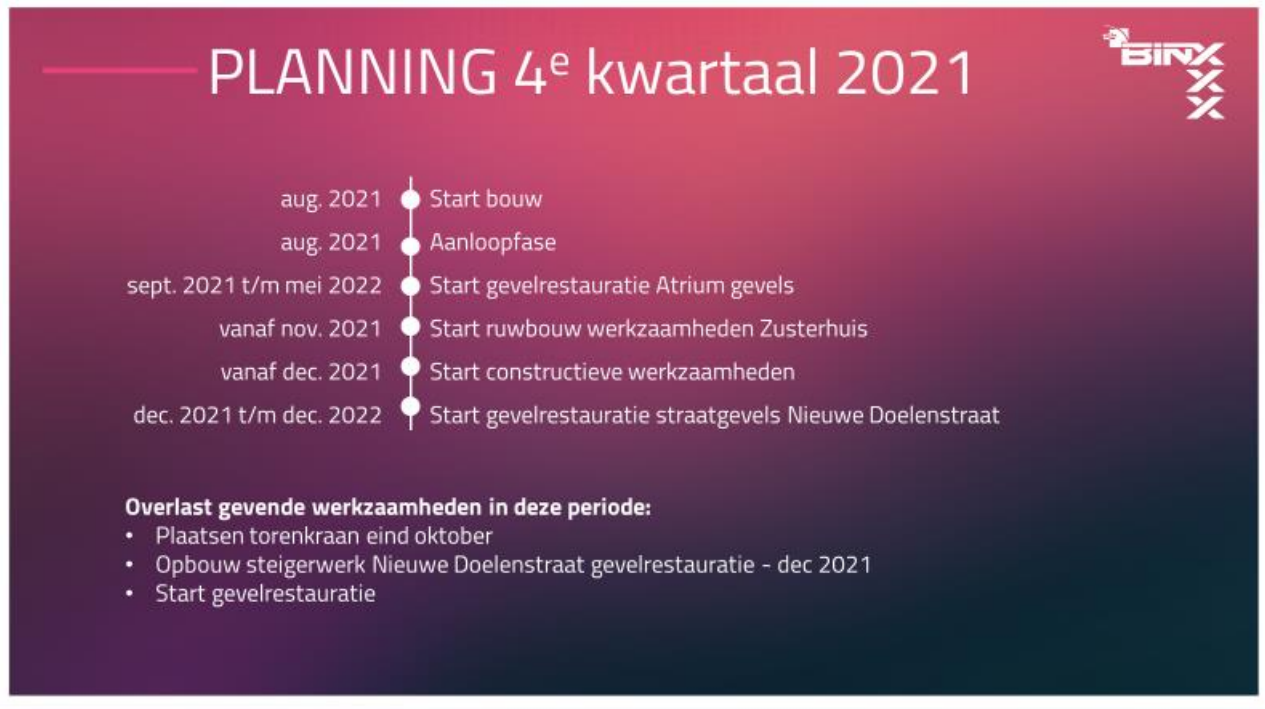 PLANNING 4e kwartaal 2021
BINX
X
X
aug. 2021 Start bouw
aug. 2021 Aanloopfase
sept. 2021 t/m mei 2022 Start gevelrestauratie Atrium gevels
vanaf nov. 2021 Start ruwbouw werkzaamheden Zusterhuis
vanaf dec. 2021 Start constructieve werkzaamheden
dec. 2021 t/m dec. 2022 Start gevelrestauratie straatgevels Nieuwe Doelenstraat
Overlast gevende werkzaamheden in deze periode:
• Plaatsen torenkraan eind oktober
• Opbouw steigerwerk Nieuwe Doelenstraat gevelrestauratie - dec 2021
• Start gevelrestauratie